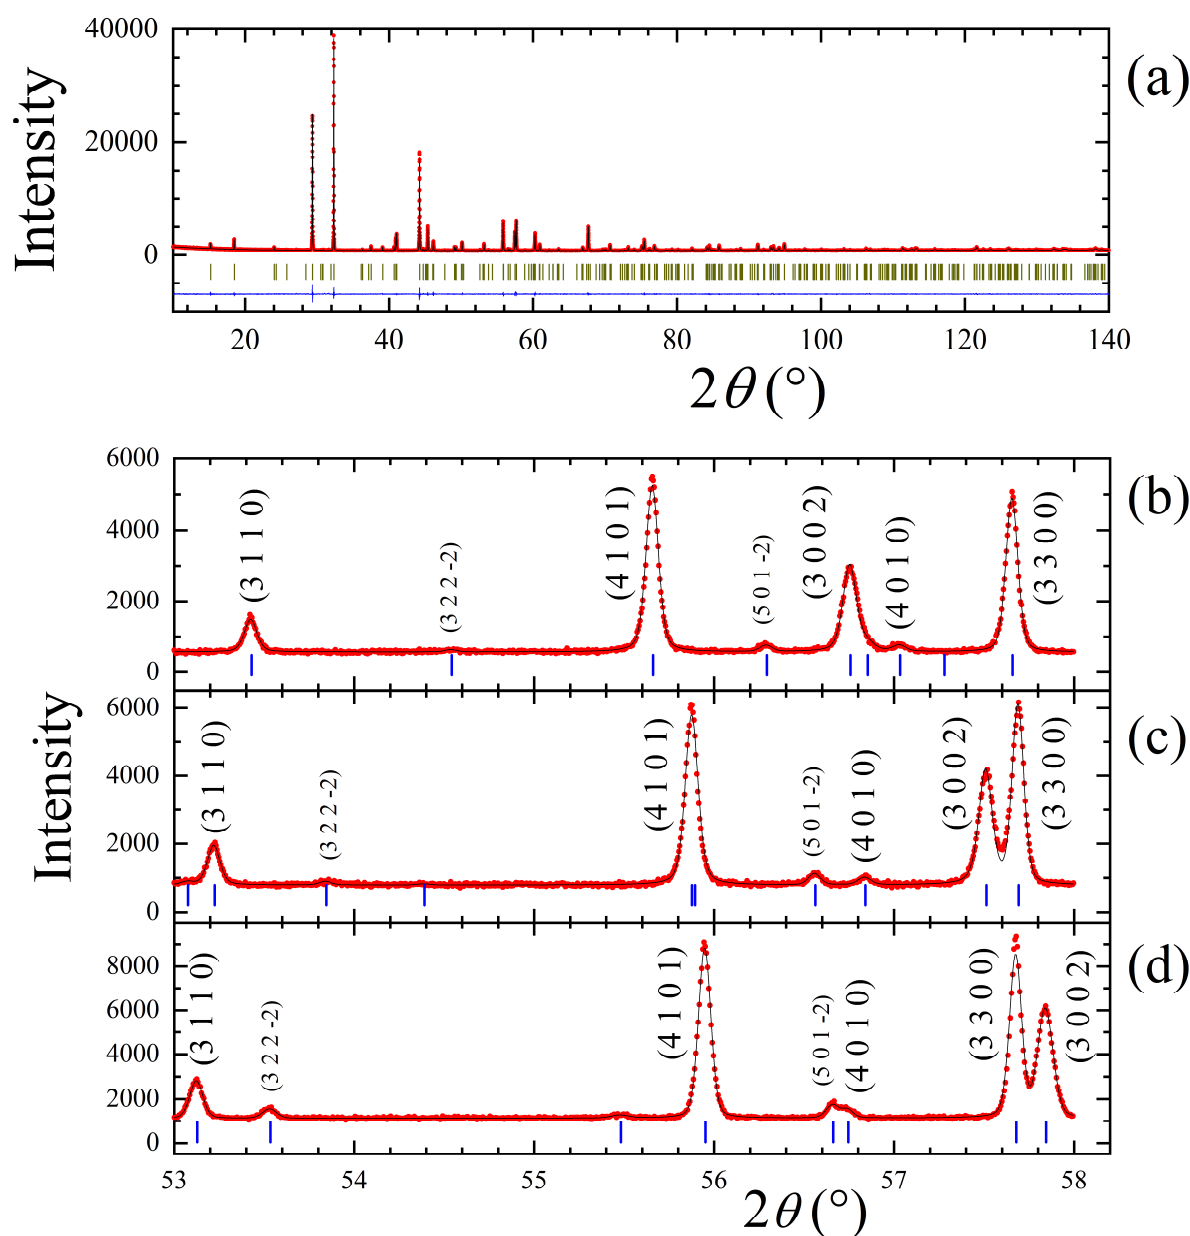 40000
20000
0
Intensity
(a)
20 40 60 80 100 120 140
2θ (°)
6000
4000
2000
0
(3 1 1 0)
(3 2 2 -2)
(4 1 0 1)
(5 0 1 -2)
(3 0 0 2)
(4 0 1 0)
(3 3 0 0)
(b)
Intensity
6000
4000
2000
0
(3 1 1 0)
(3 2 2 -2)
(4 1 0 1)
(5 0 1 -2)
(4 0 1 0)
(3 0 0 2)
(3 3 0 0)
(c)
8000
6000
4000
2000
0
(3 1 1 0)
(3 2 2 -2)
(4 1 0 1)
(5 0 1 -2)
(4 0 1 0)
(3 3 0 0)
(3 0 0 2)
(d)
53 54 55 56 57 58
2θ (°)